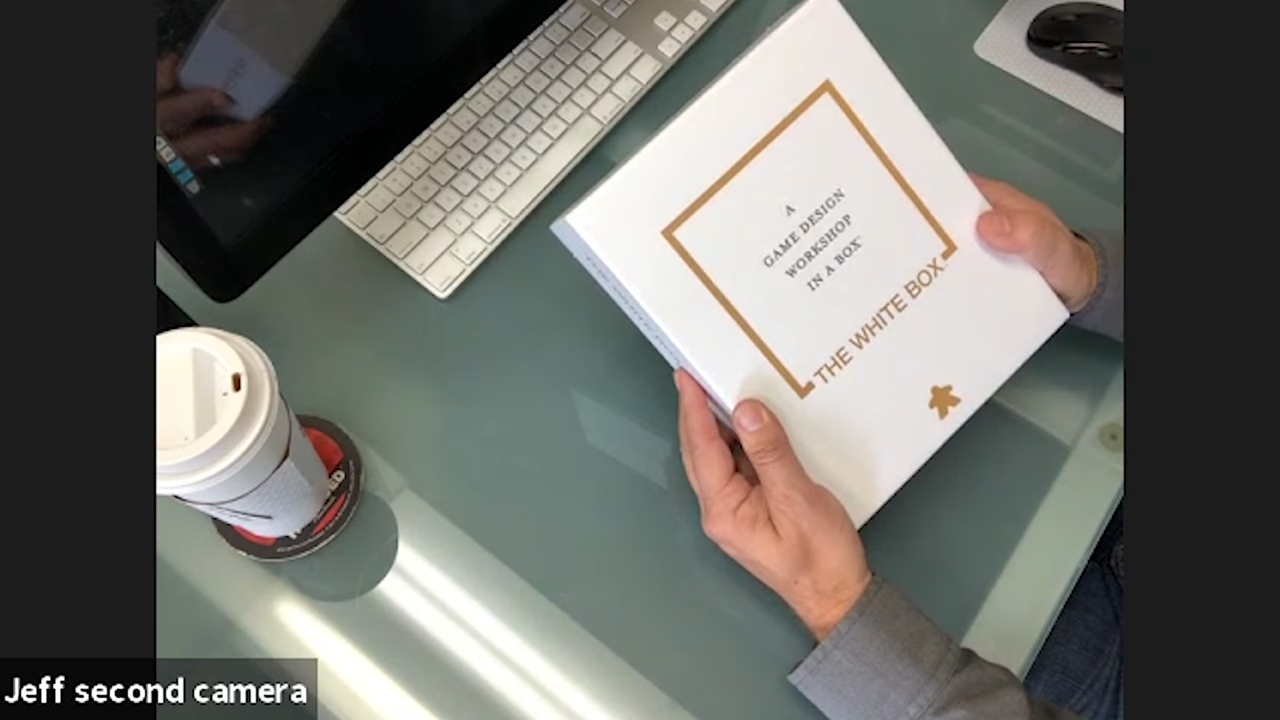 A
GAME DESIGN
WORKSHOP
IN A BOX
THE WHITE BOX
Jeff second camera